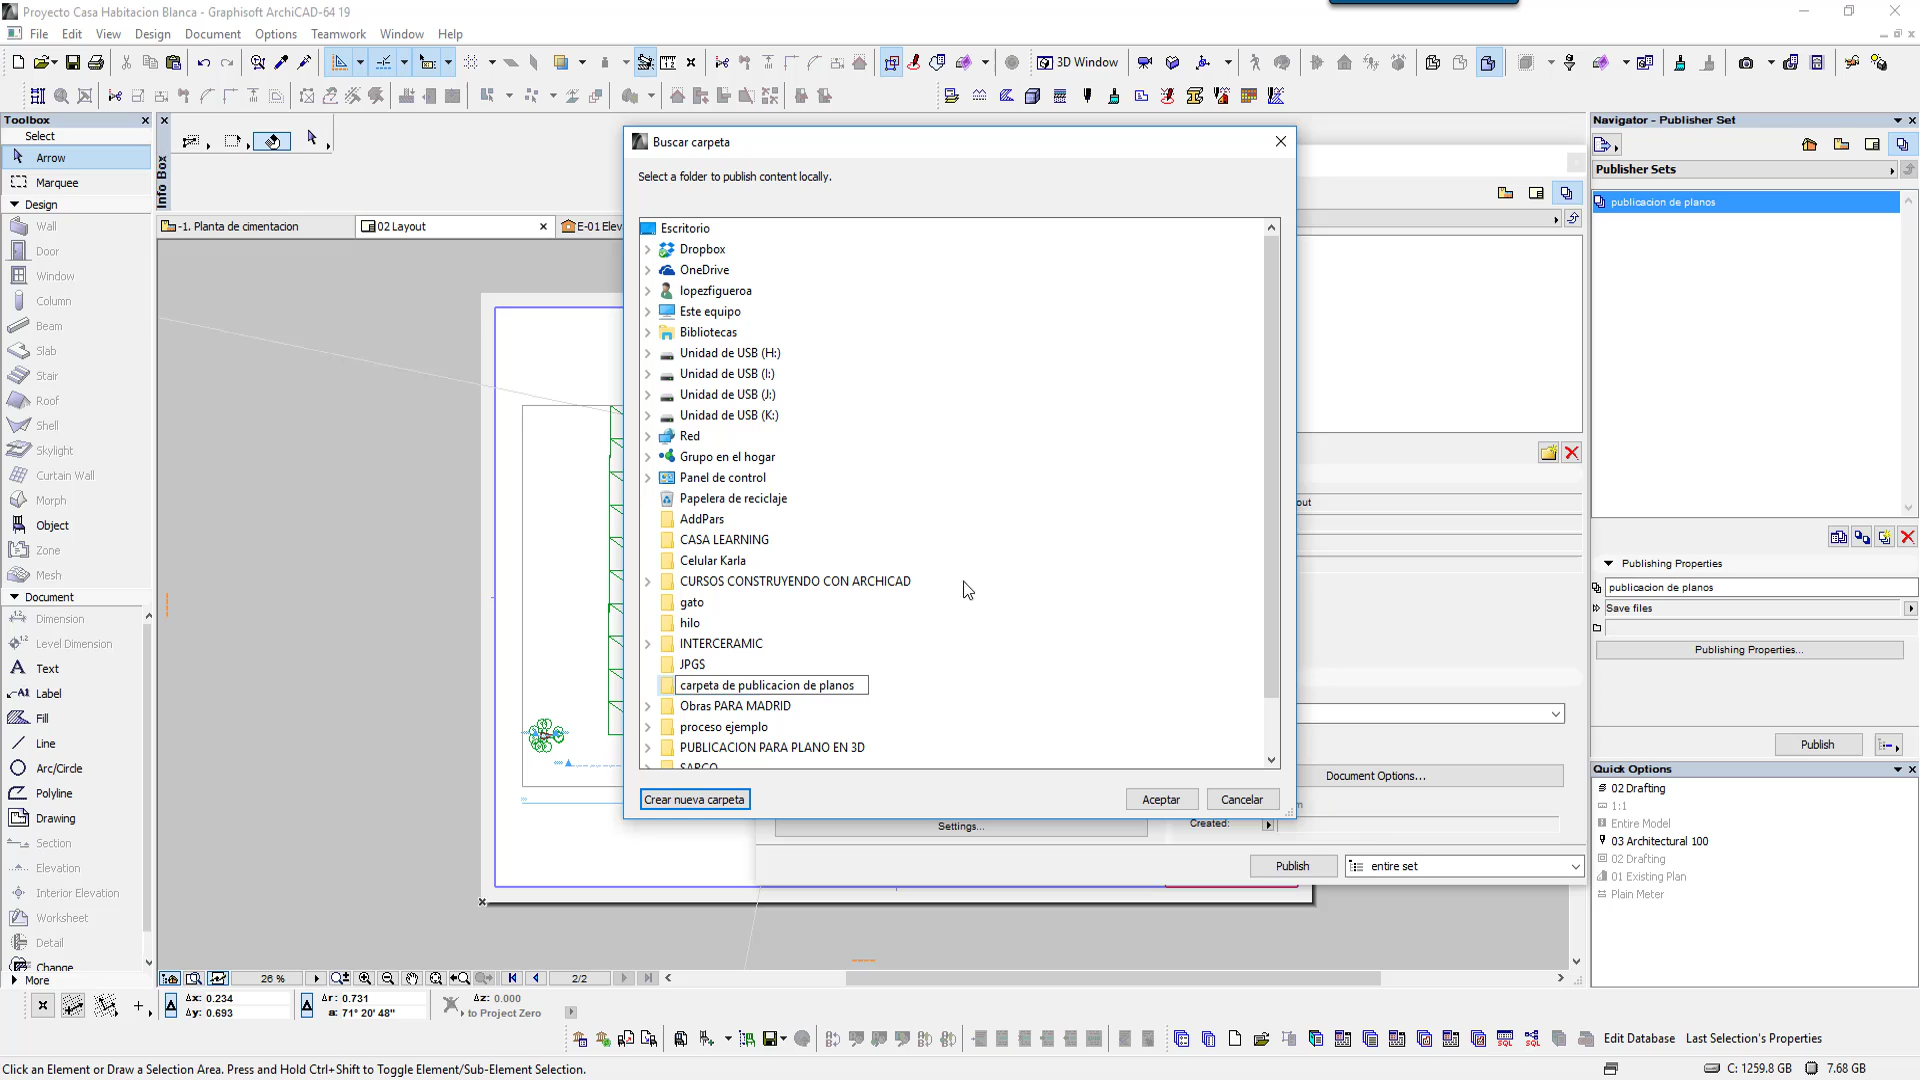 Proyecto Casa Habitacion Blanca - Graphisoft ArchiCAD-64 19
File Edit View Design Document Options Teamwork Window Help
3D Window
Toolbox
Select
Arrow
Marquee
Design
Wall
Door
Window
Column
Beam
Slab
Stair
Roof
Shell
Skylight
Curtain Wall
Morph
Object
Zone
Mesh
Document
Dimension
Level Dimension
Text
Label
Fill
Line
Arc/Circle
Polyline
Drawing
Section
Elevation
Interior Elevation
Worksheet
Detail
Change
More
Info Box
-1. Planta de cimentacion
02 Layout
E-01 Elev
Buscar carpeta
Select a folder to publish content locally.
Escritorio
Dropbox
OneDrive
lopezfigueroa
Este equipo
Bibliotecas
Unidad de USB (H:)
Unidad de USB (I:)
Unidad de USB (J:)
Unidad de USB (K:)
Red
Grupo en el hogar
Panel de control
Papelera de reciclaje
AddPars
CASA LEARNING
Celular Karla
CURSOS CONSTRUYENDO CON ARCHICAD
gato
hilo
INTERCERAMIC
JPGS
carpeta de publicacion de planos
Obras PARA MADRID
proceso ejemplo
PUBLICACION PARA PLANO EN 3D
SARCO
Crear nueva carpeta
Aceptar
Cancelar
out
Document Options...
Settings...
Created:
Publish
entire set
Navigator - Publisher Set
Publisher Sets
publicacion de planos
Publishing Properties
publicacion de planos
Save files
Publishing Properties...
Publish
Quick Options
02 Drafting
1:1
Entire Model
03 Architectural 100
02 Drafting
01 Existing Plan
Plain Meter
26 %
2/2
Δx: 0.234
Δy: 0.693
Δr: 0.731
a: 71° 20' 48"
Δz: 0.000
to Project Zero
Edit Database
Last Selection's Properties
Click an Element or Draw a Selection Area. Press and Hold Ctrl+Shift to Toggle Element/Sub-Element Selection.
C: 1259.8 GB
7.68 GB